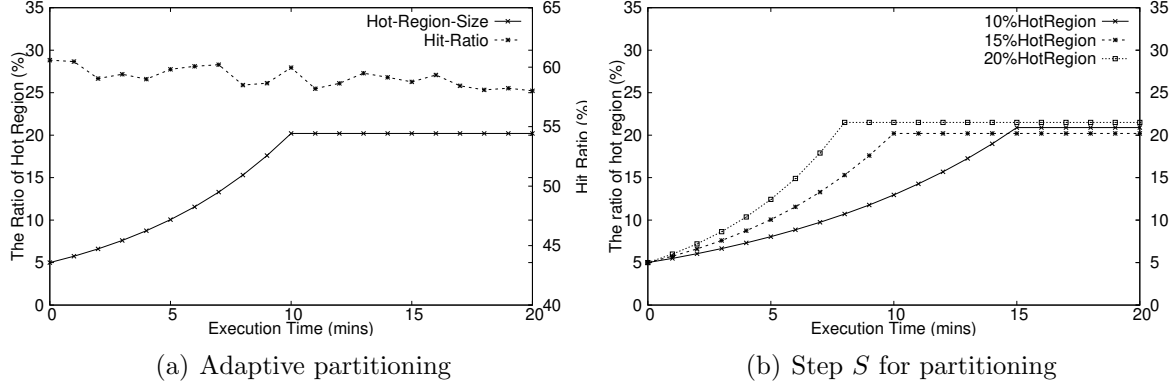 Hot-Region-Size
Hit-Ratio
The Ratio of Hot Region (%)
35
30
25
20
15
10
5
0
65
60
55
50
45
40
Hit Ratio (%)
0 5 10 15 20
Execution Time (mins)
(a) Adaptive partitioning
10%HotRegion
15%HotRegion
20%HotRegion
The ratio of hot region (%)
35
30
25
20
15
10
5
0
35
30
25
20
15
10
5
0
0 5 10 15 20
Execution Time (mins)
(b) Step S for partitioning